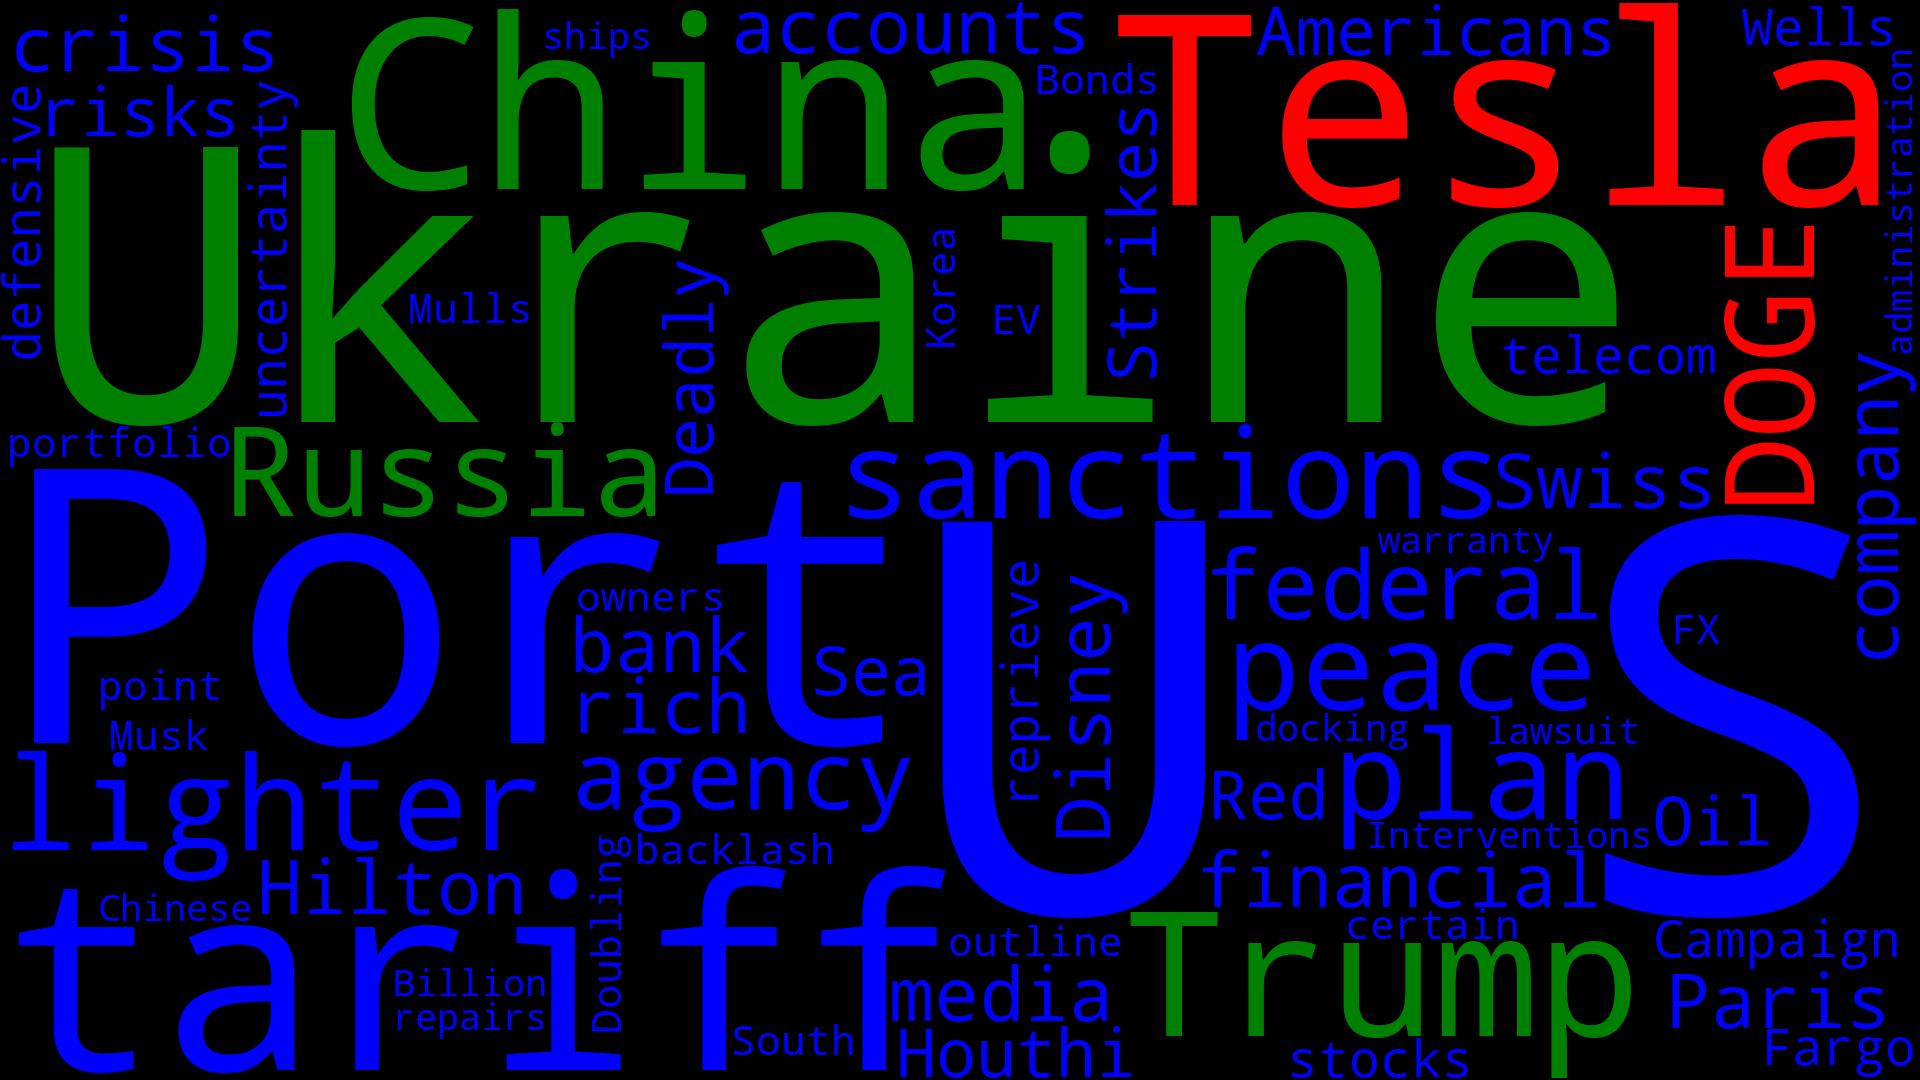 crisis
ships
accounts
Americans
Wells
China
Tesla
Bonds
risks
defensive
uncertainty
administration
Strikes
Ukraine
DOGE
Mulls
Deadly
Korea
EV
telecom
company
portfolio
Russia
sanctions
Swiss
Port
US
warranty
federal
owners
bank
reprieve
Disney
FX
Sea
peace
point
rich
Musk
docking
lawsuit
lighter
agency
Red
plan
Oil
Interventions
backlash
Hilton
Doubling
financial
Chinese
tariff
outline
Trump
certain
Campaign
Billion
media
Paris
repairs
South
Houthi
stocks
Fargo